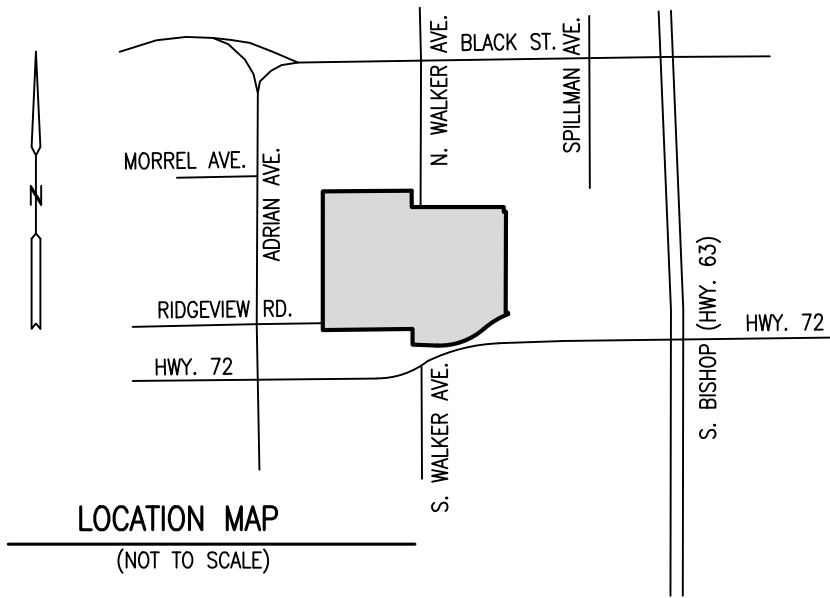 BLACK ST.
N. WALKER AVE.
SPILLMAN AVE.
MORREL AVE.
ADRIAN AVE.
N
RIDGEVIEW RD.
S. BISHOP (HWY. 63)
HWY. 72
HWY. 72
S. WALKER AVE.
LOCATION MAP
(NOT TO SCALE)